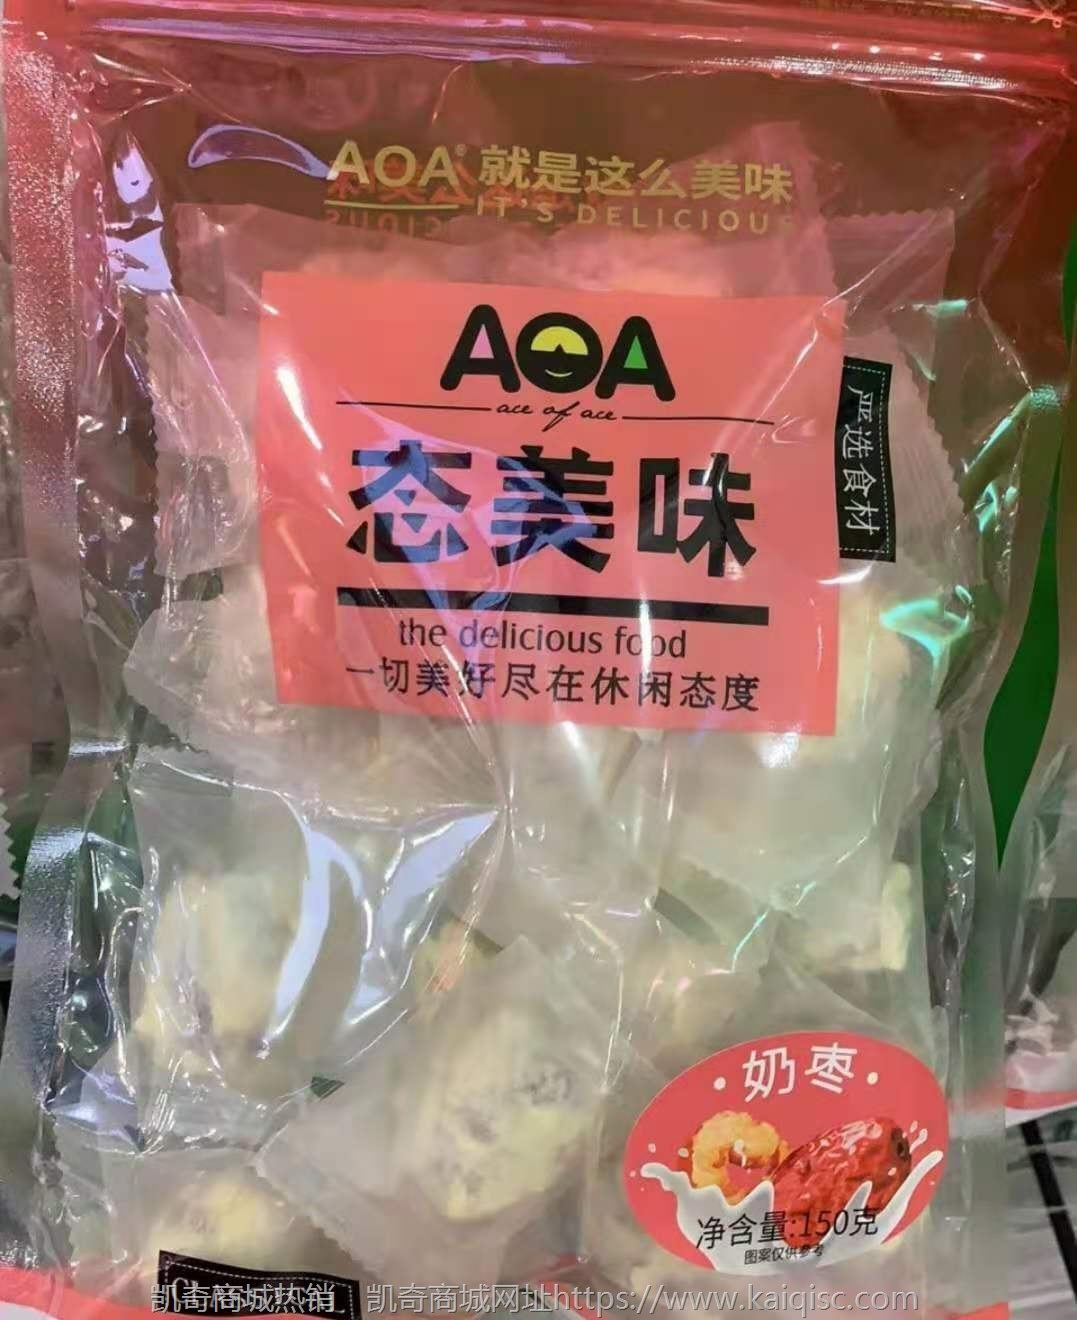 AOA® 就是这么美味
IT'S DELICIOUS
AOA
ace of ace
态美味
the delicious food
一切美好尽在休闲态度
严选食材
·奶枣·
净含量:150克
图案仅供参考
凯奇商城热销 凯奇商城网址https://www.kaiqisc.com